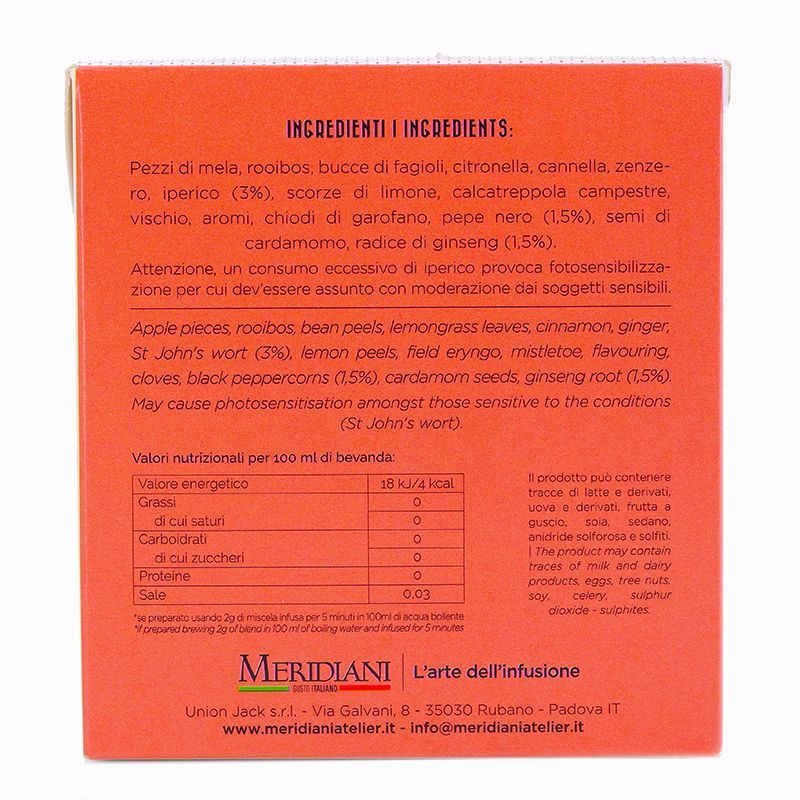 INGREDIENTI | INGREDIENTS:
Pezzi di mela, rooibos, bucce di fagioli, citronella, cannella, zenze-
ro, iperico (3%), scorze di limone, calcatreppola campestre,
vischio, aromi, chiodi di garofano, pepe nero (1,5%), semi di
cardamomo, radice di ginseng (1,5%).
Attenzione, un consumo eccessivo di iperico provoca fotosensibilizza-
zione per cui dev'essere assunto con moderazione dai soggetti sensibili.
Apple pieces, rooibos, bean peels, lemongrass leaves, cinnamon, ginger,
St John's wort (3%), lemon peels, field eryngo, mistletoe, flavouring,
cloves, black peppercorns (1,5%), cardamom seeds, ginseng root (1,5%).
May cause photosensitisation amongst those sensitive to the conditions
(St John's wort).
Valori nutrizionali per 100 ml di bevanda:
Valore energetico 18 kJ/4 kcal
Grassi 0
di cui saturi 0
Carboidrati 0
di cui zuccheri 0
Proteine 0
Sale 0,03
*se preparato usando 2g di miscela infusa per 5 minuti in 100ml di acqua bollente
*if prepared brewing 2g of blend in 100 ml of boiling water and infused for 5 minutes
Il prodotto può contenere
tracce di latte e derivati,
uova e derivati, frutta a
guscio, soia, sedano,
anidride solforosa e solfiti.
| The product may contain
traces of milk and dairy
products, eggs, tree nuts,
soy, celery, sulphur
dioxide - sulphites.
MERIDIANI | L'arte dell'infusione
GUSTO ITALIANO
Union Jack s.r.l. - Via Galvani, 8 - 35030 Rubano - Padova IT
www.meridianiatelier.it - info@meridianiatelier.it